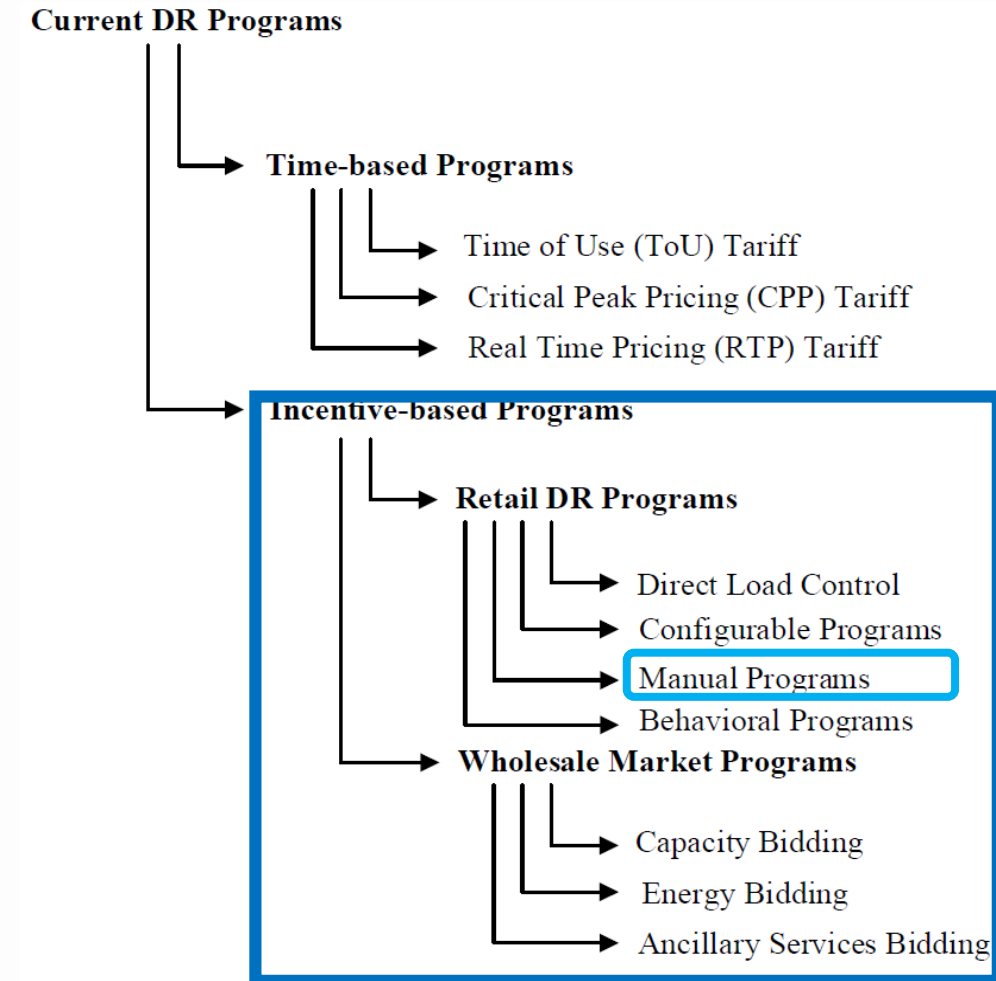 Current DR Programs
Time-based Programs
Time of Use (ToU) Tariff
Critical Peak Pricing (CPP) Tariff
Real Time Pricing (RTP) Tariff
Incentive-based Programs
Retail DR Programs
Direct Load Control
Configurable Programs
Manual Programs
Behavioral Programs
Wholesale Market Programs
Capacity Bidding
Energy Bidding
Ancillary Services Bidding